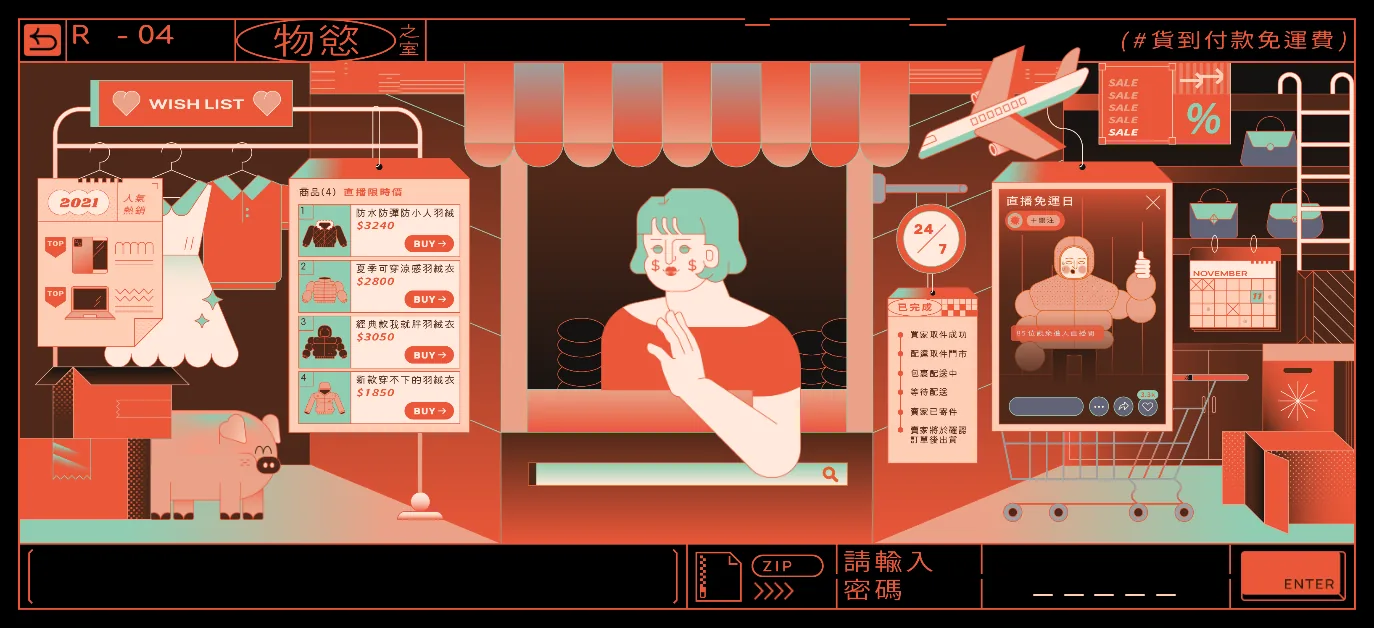 R - 04
物慾
之室
(#貨到付款免運費)
WISH LIST
2021
人氣
熱銷
TOP
TOP
商品(4) 直播限時價
1
防水防彈防小人羽絨
$3240
BUY →
2
夏季可穿涼感羽絨衣
$2800
BUY →
3
經典款我就胖羽絨衣
$3050
BUY →
4
新款穿不下的羽絨衣
$1850
BUY →
$ $
24/7
已完成
買家取件成功
配達取件門市
包裹配送中
等待配送
賣家已寄件
賣家將於確認
訂單後出貨
SALE
SALE
SALE
SALE
SALE
%
直播免運日
+關注
NOVEMBER
11
ZIP
請輸入
密碼
ENTER